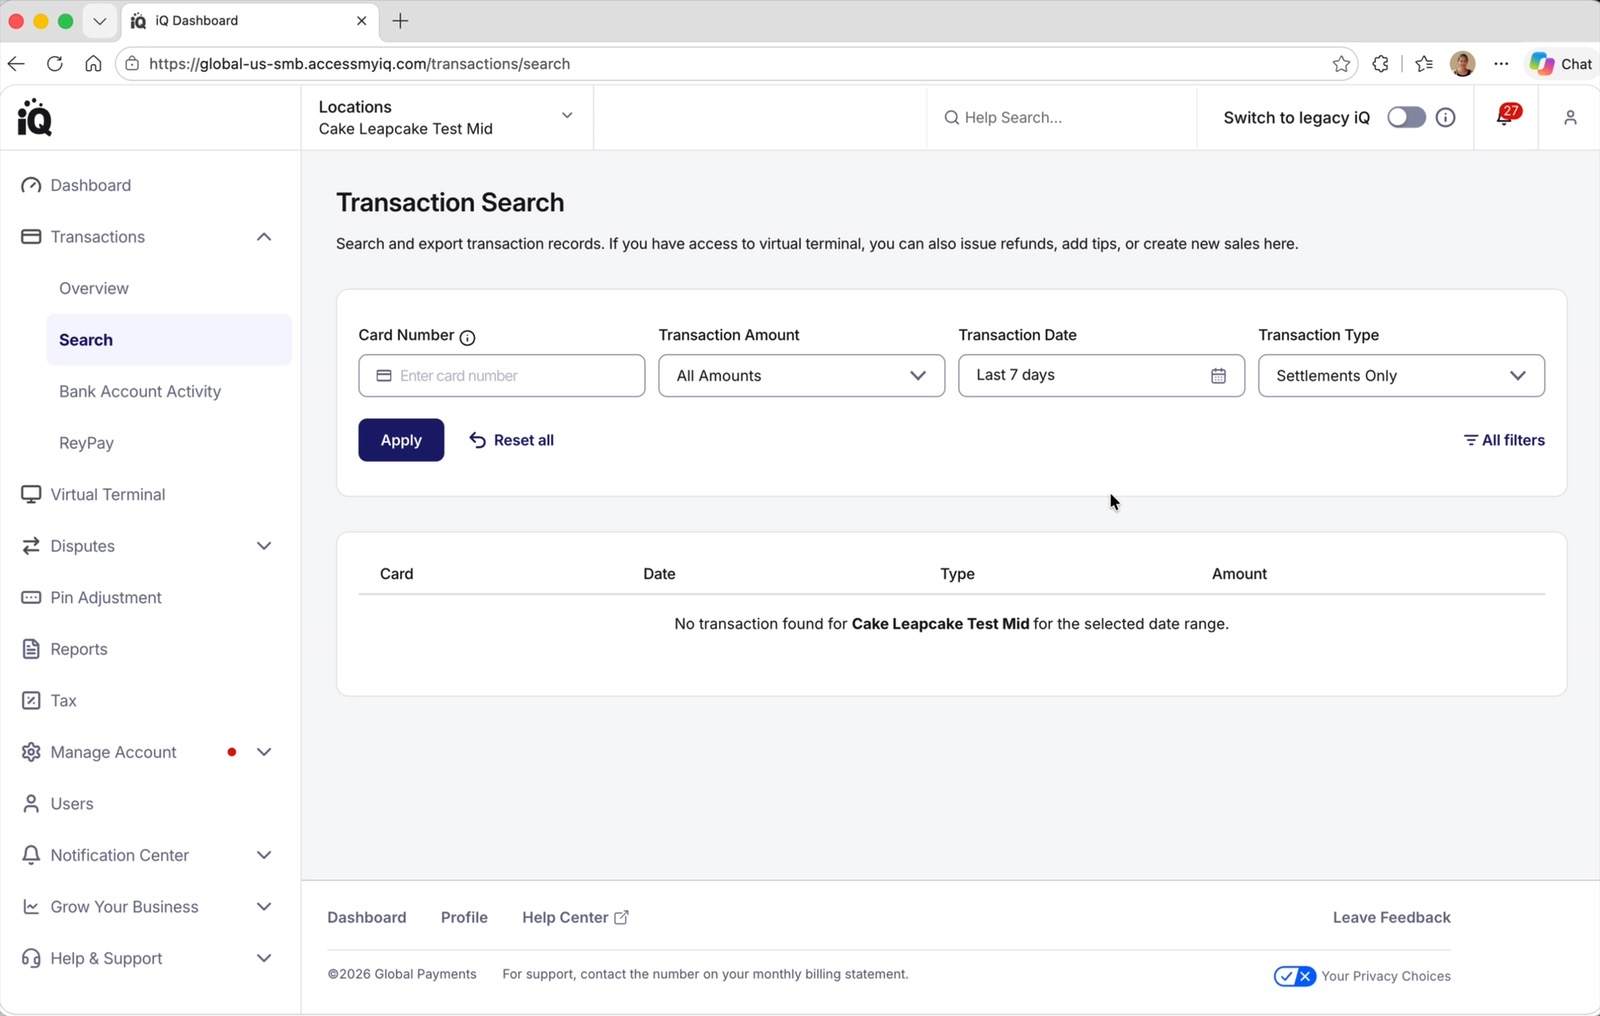 iQ Dashboard
https://global-us-smb.accessmyiq.com/transactions/search
Chat
iQ
Locations
Cake Leapcake Test Mid
Help Search...
Switch to legacy iQ
27
Dashboard
Transactions
Overview
Search
Bank Account Activity
ReyPay
Virtual Terminal
Disputes
Pin Adjustment
Reports
Tax
Manage Account
Users
Notification Center
Grow Your Business
Help & Support
Transaction Search
Search and export transaction records. If you have access to virtual terminal, you can also issue refunds, add tips, or create new sales here.
Card Number
Transaction Amount
Transaction Date
Transaction Type
Enter card number
All Amounts
Last 7 days
Settlements Only
Apply
Reset all
All filters
Card
Date
Type
Amount
No transaction found for Cake Leapcake Test Mid for the selected date range.
Dashboard
Profile
Help Center
Leave Feedback
©2026 Global Payments
For support, contact the number on your monthly billing statement.
Your Privacy Choices